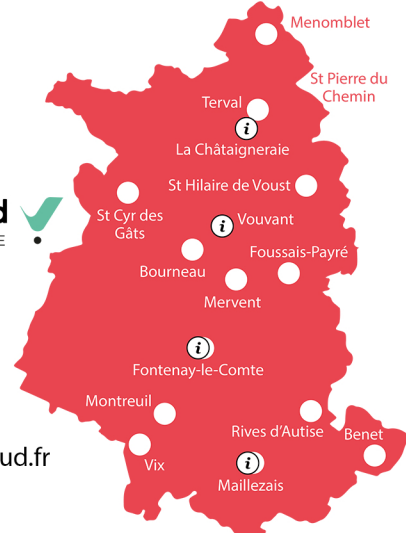 Menomblet
St Pierre du
Chemin
Terval
i
La Châtaigneraie
St Hilaire de Voust
d
E
St Cyr des
Gâts
i
Vouvant
Foussais-Payré
Bourneau
Mervent
i
Fontenay-le-Comte
Montreuil
Rives d'Autise
Benet
ud.fr
Vix
i
Maillezais